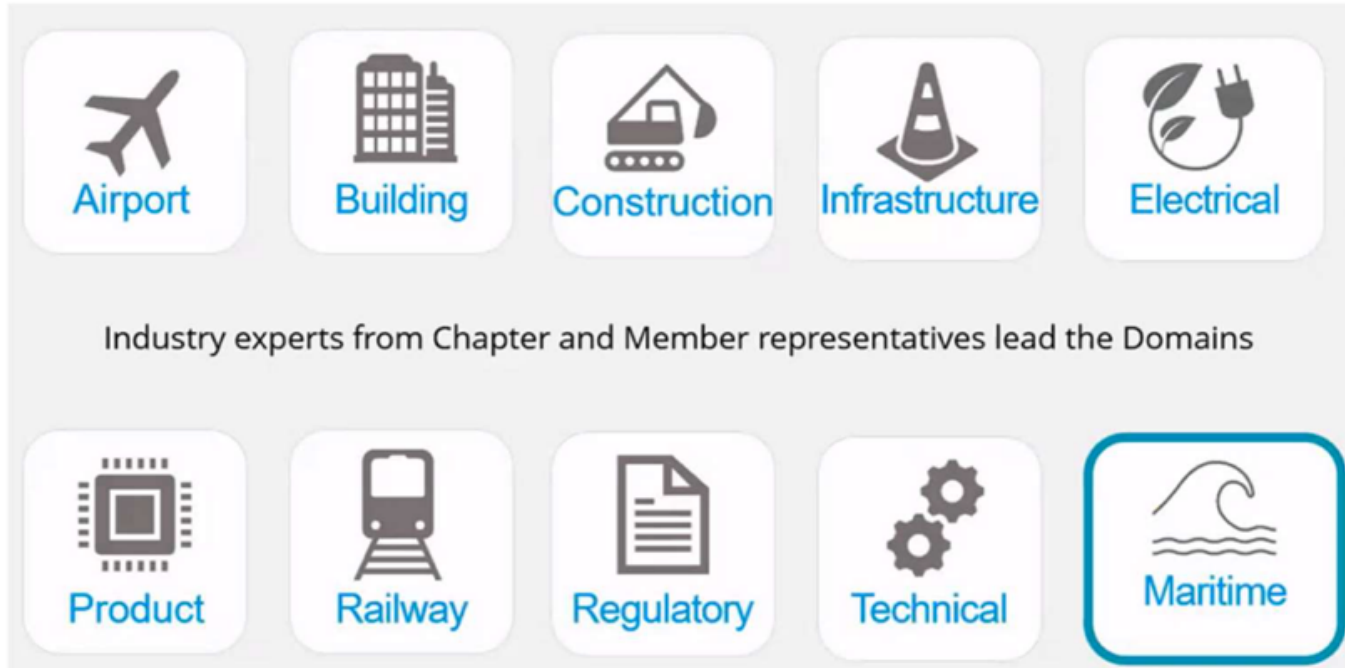 Airport
Building
Construction
Infrastructure
Electrical
Industry experts from Chapter and Member representatives lead the Domains
Product
Railway
Regulatory
Technical
Maritime